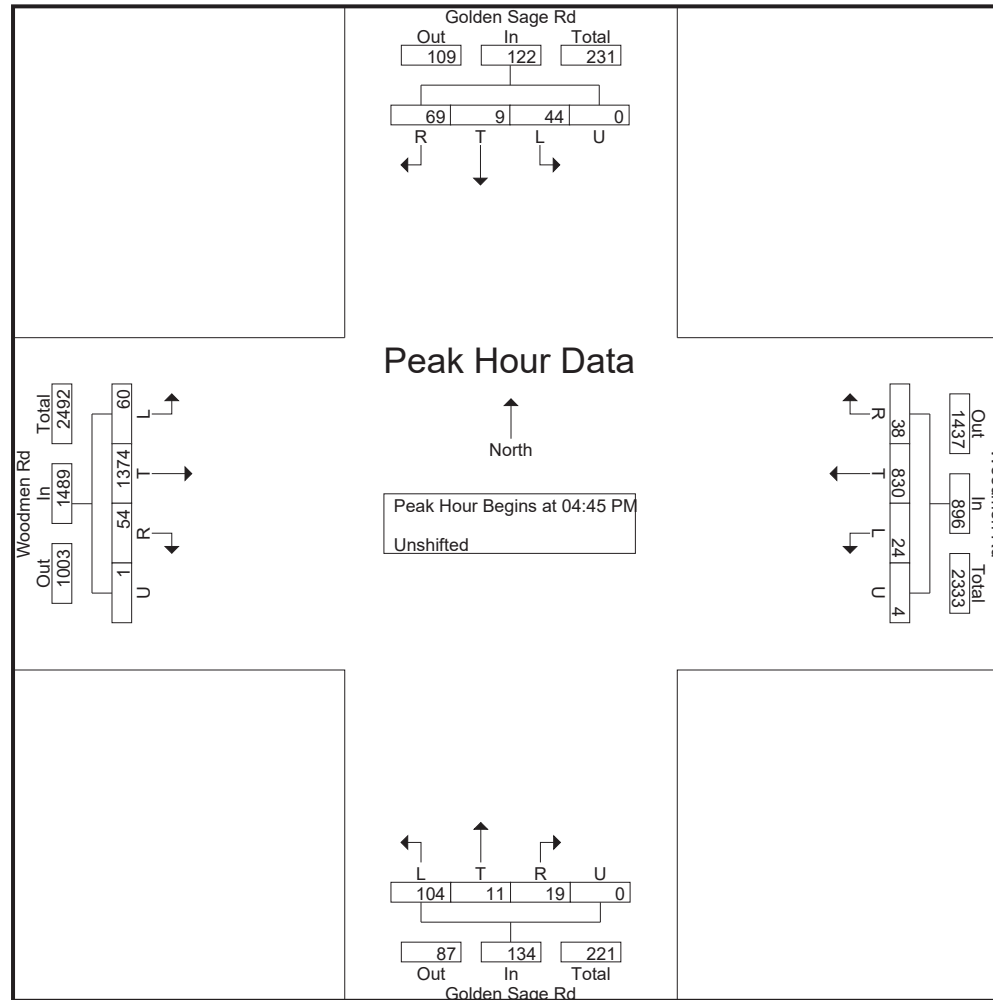 Golden Sage Rd
Out In Total
109 122 231
69 9 44 0
R T L U
Peak Hour Data
North
Peak Hour Begins at 04:45 PM
Unshifted
Woodmen Rd
Out In Total
1003 1489 2492
60 1374 54 1
L T R U
Out In Total
1437 896 2333
38 830 24 4
R T L U
L T R U
104 11 19 0
87 134 221
Out In Total
Golden Sage Rd